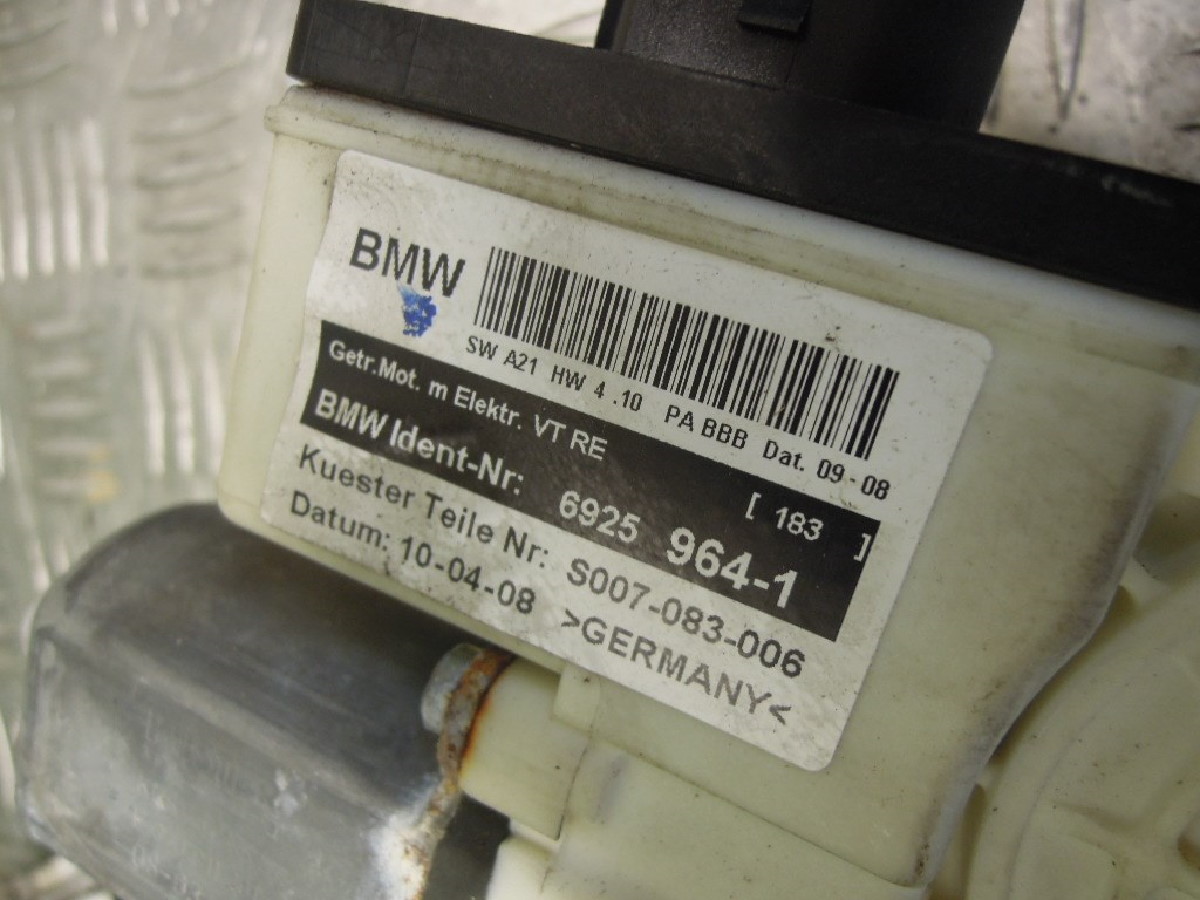 BMW
SW A21 HW 4 .10 PA BBB Dat. 09-08
Getr.Mot. m Elektr. VT RE [ 183 ]
BMW Ident-Nr: 6925 964-1
Kuester Teile Nr: S007-083-006
Datum: 10-04-08 >GERMANY<